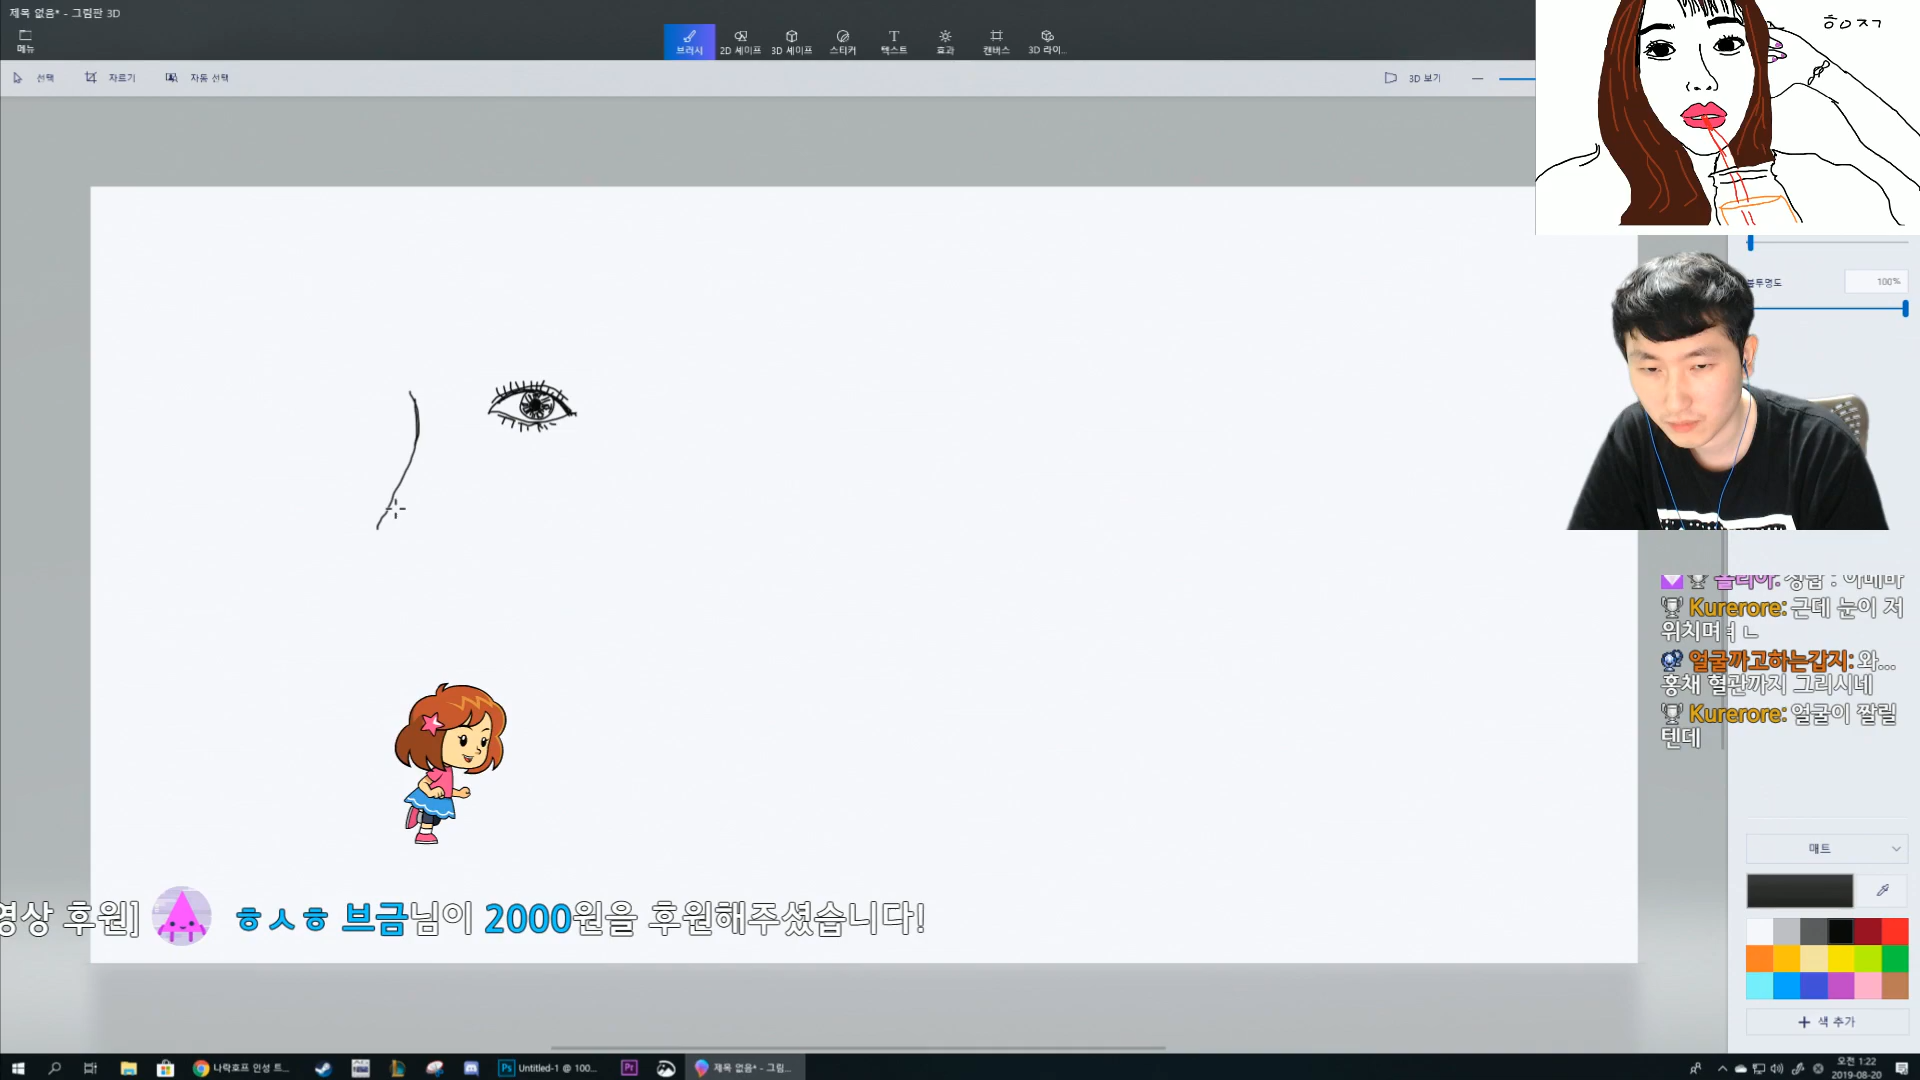 제목 없음* - 그림판 3D
메뉴
브러시
2D 셰이프
3D 셰이프
스티커
텍스트
효과
캔버스
3D 라이...
선택
자르기
자동 선택
3D 보기
ㅎㅇㅈㄱ
불투명도
100%
Kurerore: 근데 눈이 저
위치며ㅕㄴ
얼굴까고하는갑지: 와...
홍채 혈관까지 그리시네
Kurerore: 얼굴이 짤릴
텐데
매트
영상 후원] ㅎㅅㅎ 브금님이 2000원을 후원해주셨습니다!
색 추가
나락호프 인성 트...
Ps Untitled-1 @ 100...
Pr
제목 없음* - 그림...
오전 1:22
2019-08-20